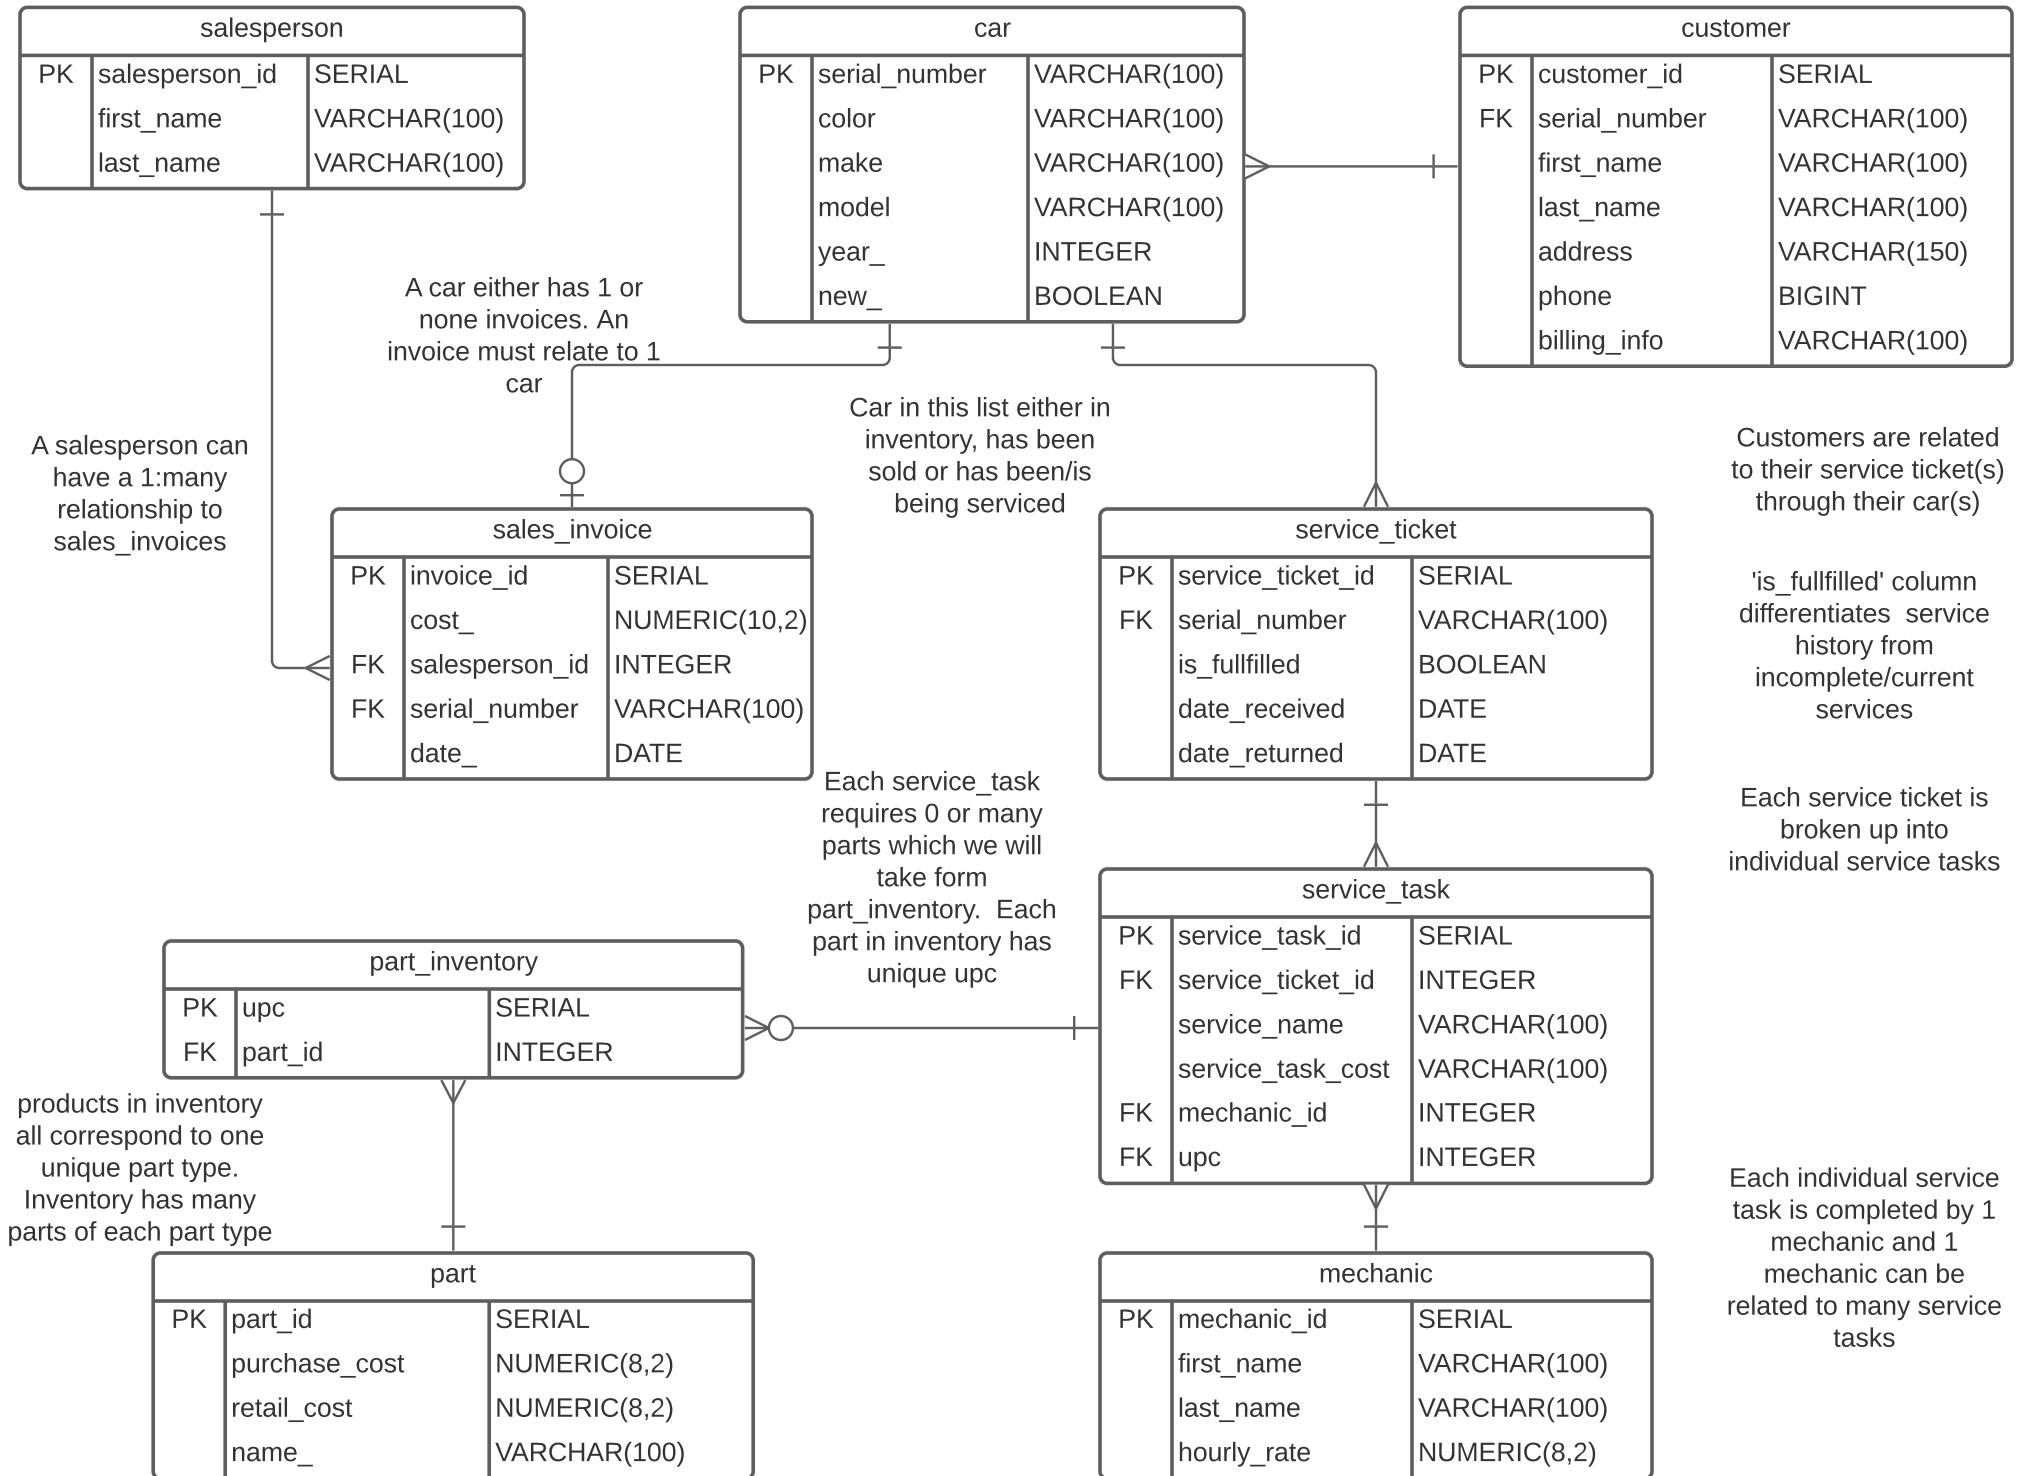 salesperson
PK salesperson_id SERIAL
first_name VARCHAR(100)
last_name VARCHAR(100)
car
PK serial_number VARCHAR(100)
color VARCHAR(100)
make VARCHAR(100)
model VARCHAR(100)
year_ INTEGER
new_ BOOLEAN
customer
PK customer_id SERIAL
FK serial_number VARCHAR(100)
first_name VARCHAR(100)
last_name VARCHAR(100)
address VARCHAR(150)
phone BIGINT
billing_info VARCHAR(100)
A car either has 1 or
none invoices. An
invoice must relate to 1
car
A salesperson can
have a 1:many
relationship to
sales_invoices
Car in this list either in
inventory, has been
sold or has been/is
being serviced
Customers are related
to their service ticket(s)
through their car(s)
'is_fullfilled' column
differentiates  service
history from
incomplete/current
services
sales_invoice
PK invoice_id SERIAL
cost_ NUMERIC(10,2)
FK salesperson_id INTEGER
FK serial_number VARCHAR(100)
date_ DATE
service_ticket
PK service_ticket_id SERIAL
FK serial_number VARCHAR(100)
is_fullfilled BOOLEAN
date_received DATE
date_returned DATE
Each service_task
requires 0 or many
parts which we will
take form
part_inventory.  Each
part in inventory has
unique upc
Each service ticket is
broken up into
individual service tasks
service_task
PK service_task_id SERIAL
FK service_ticket_id INTEGER
service_name VARCHAR(100)
service_task_cost VARCHAR(100)
FK mechanic_id INTEGER
FK upc INTEGER
part_inventory
PK upc SERIAL
FK part_id INTEGER
products in inventory
all correspond to one
unique part type.
Inventory has many
parts of each part type
Each individual service
task is completed by 1
mechanic and 1
mechanic can be
related to many service
tasks
part
PK part_id SERIAL
purchase_cost NUMERIC(8,2)
retail_cost NUMERIC(8,2)
name_ VARCHAR(100)
mechanic
PK mechanic_id SERIAL
first_name VARCHAR(100)
last_name VARCHAR(100)
hourly_rate NUMERIC(8,2)